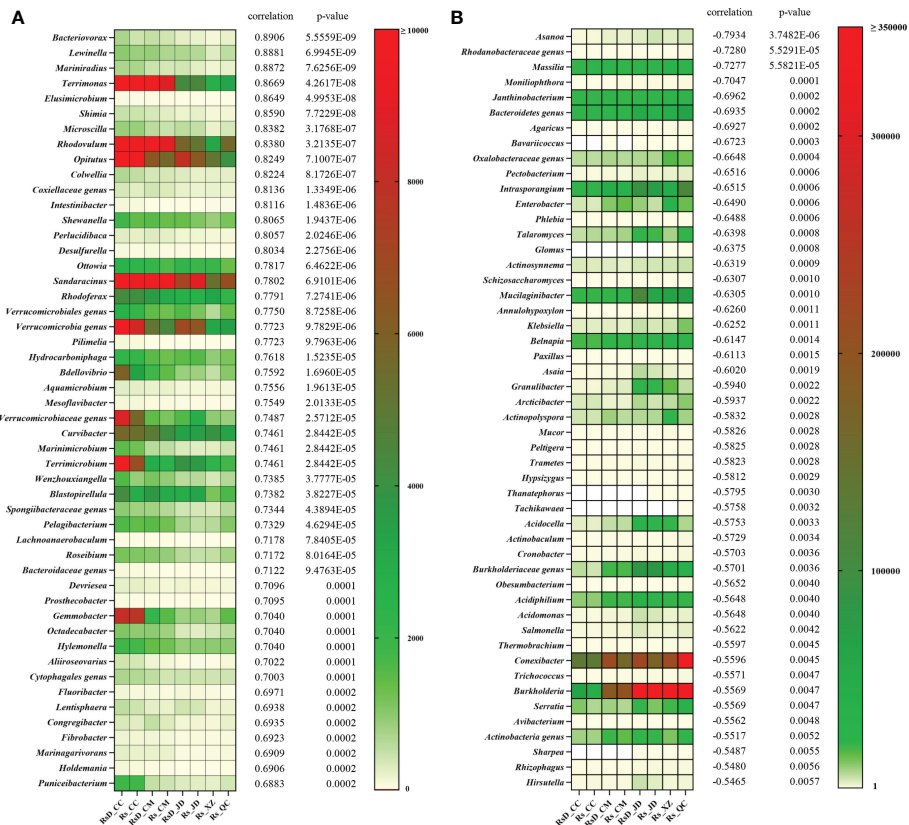 A
correlation p-value
Bacteriovorax 0.8906 5.5559E-09
Lewinella 0.8881 6.9945E-09
Mariniradius 0.8872 7.6256E-09
Terrimonas 0.8669 4.2617E-08
Elusimicrobium 0.8649 4.9953E-08
Shimia 0.8590 7.7229E-08
Microscilla 0.8382 3.1768E-07
Rhodovulum 0.8380 3.2135E-07
Opitutus 0.8249 7.1007E-07
Colwellia 0.8224 8.1726E-07
Coxiellaceae genus 0.8136 1.3349E-06
Intestinibacter 0.8116 1.4836E-06
Shewanella 0.8065 1.9437E-06
Perlucidibaca 0.8057 2.0246E-06
Desulfurella 0.8034 2.2756E-06
Ottowia 0.7817 6.4622E-06
Sandaracinus 0.7802 6.9101E-06
Rhodoferax 0.7791 7.2741E-06
Verrucomicrobiales genus 0.7750 8.7258E-06
Verrucomicrobia genus 0.7723 9.7829E-06
Pilimelia 0.7723 9.7963E-06
Hydrocarboniphaga 0.7618 1.5235E-05
Bdellovibrio 0.7592 1.6960E-05
Aquamicrobium 0.7556 1.9613E-05
Mesoflavibacter 0.7549 2.0133E-05
Verrucomicrobiaceae genus 0.7487 2.5712E-05
Curvibacter 0.7461 2.8442E-05
Marinimicrobium 0.7461 2.8442E-05
Terrimicrobium 0.7461 2.8442E-05
Wenzhouxiangella 0.7385 3.7777E-05
Blastopirellula 0.7382 3.8227E-05
Spongiibacteraceae genus 0.7344 4.3894E-05
Pelagibacterium 0.7329 4.6294E-05
Lachnoanaerobaculum 0.7178 7.8405E-05
Roseibium 0.7172 8.0164E-05
Bacteroidaceae genus 0.7122 9.4763E-05
Devriesea 0.7096 0.0001
Prosthecobacter 0.7095 0.0001
Gemmobacter 0.7040 0.0001
Octadecabacter 0.7040 0.0001
Hylemonella 0.7040 0.0001
Aliiroseovarius 0.7022 0.0001
Cytophagales genus 0.7003 0.0001
Fluoribacter 0.6971 0.0002
Lentisphaera 0.6938 0.0002
Congregibacter 0.6935 0.0002
Fibrobacter 0.6923 0.0002
Marinagarivorans 0.6909 0.0002
Holdemania 0.6906 0.0002
Puniceibacterium 0.6883 0.0002
RsD_CC Rs_CC RsD_CM Rs_CM RsD_JD Rs_JD Rs_XZ Rs_QC
≥10000
8000
6000
4000
2000
0
B
correlation p-value
Asanoa -0.7934 3.7482E-06
Rhodanobacteraceae genus -0.7280 5.5291E-05
Massilia -0.7277 5.5821E-05
Moniliophthora -0.7047 0.0001
Janthinobacterium -0.6962 0.0002
Bacteroidetes genus -0.6935 0.0002
Agaricus -0.6927 0.0002
Bavariicoccus -0.6723 0.0003
Oxalobacteraceae genus -0.6648 0.0004
Pectobacterium -0.6516 0.0006
Intrasporangium -0.6515 0.0006
Enterobacter -0.6490 0.0006
Phlebia -0.6488 0.0006
Talaromyces -0.6398 0.0008
Glomus -0.6375 0.0008
Actinosynnema -0.6319 0.0009
Schizosaccharomyces -0.6307 0.0010
Mucilaginibacter -0.6305 0.0010
Annulohypoxylon -0.6260 0.0011
Klebsiella -0.6252 0.0011
Belnapia -0.6147 0.0014
Paxillus -0.6113 0.0015
Asaia -0.6020 0.0019
Granulibacter -0.5940 0.0022
Arcticibacter -0.5937 0.0022
Actinopolyspora -0.5832 0.0028
Mucor -0.5826 0.0028
Peltigera -0.5825 0.0028
Trametes -0.5823 0.0028
Hypsizygus -0.5812 0.0029
Thanatephorus -0.5795 0.0030
Tachikawaea -0.5758 0.0032
Acidocella -0.5753 0.0033
Actinobaculum -0.5729 0.0034
Cronobacter -0.5703 0.0036
Burkholderiaceae genus -0.5701 0.0036
Obesumbacterium -0.5652 0.0040
Acidiphilium -0.5648 0.0040
Acidomonas -0.5648 0.0040
Salmonella -0.5622 0.0042
Thermobrachium -0.5597 0.0045
Conexibacter -0.5596 0.0045
Trichococcus -0.5571 0.0047
Burkholderia -0.5569 0.0047
Serratia -0.5569 0.0047
Avibacterium -0.5562 0.0048
Actinobacteria genus -0.5517 0.0052
Sharpea -0.5487 0.0055
Rhizophagus -0.5480 0.0056
Hirsutella -0.5465 0.0057
RsD_CC Rs_CC RsD_CM Rs_CM RsD_JD Rs_JD Rs_XZ Rs_QC
≥350000
300000
200000
100000
1